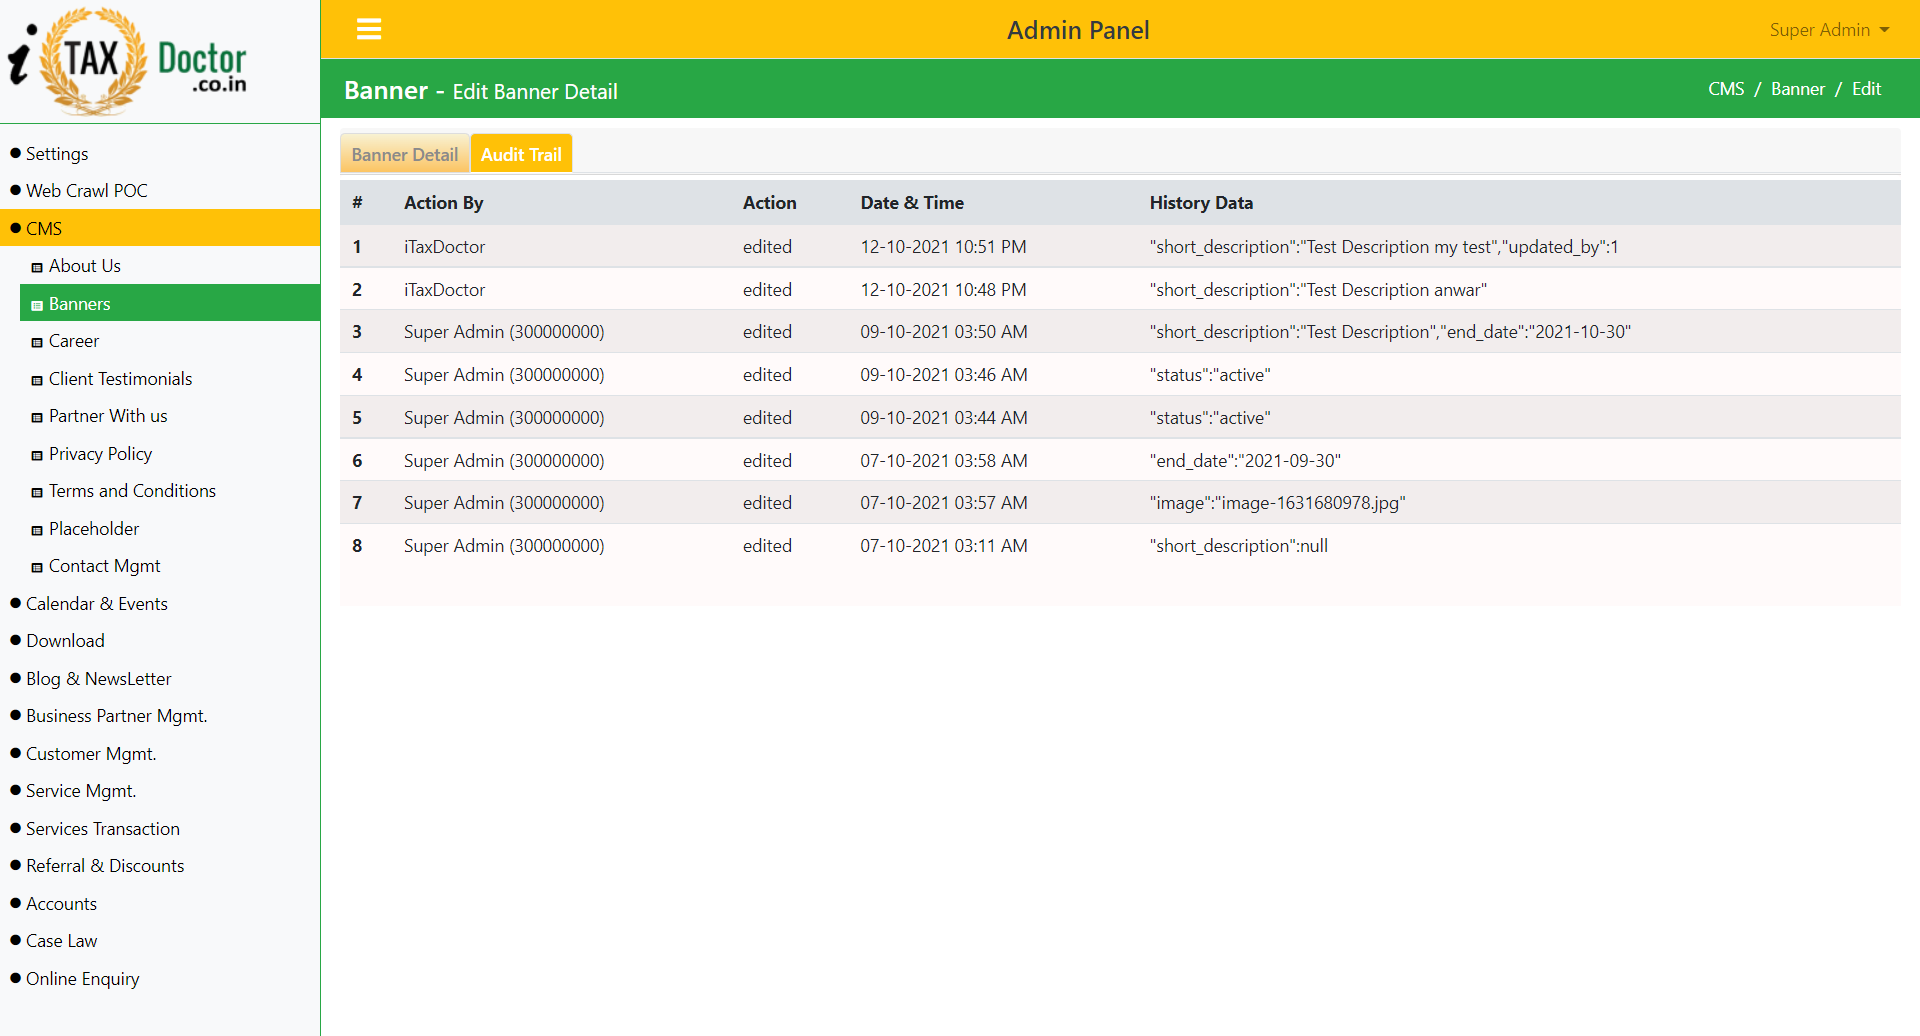 i TAX Doctor
.co.in
Admin Panel
Super Admin
Banner - Edit Banner Detail
CMS / Banner / Edit
Settings
Web Crawl POC
CMS
About Us
Banners
Career
Client Testimonials
Partner With us
Privacy Policy
Terms and Conditions
Placeholder
Contact Mgmt
Calendar & Events
Download
Blog & NewsLetter
Business Partner Mgmt.
Customer Mgmt.
Service Mgmt.
Services Transaction
Referral & Discounts
Accounts
Case Law
Online Enquiry
Banner Detail Audit Trail
# Action By Action Date & Time History Data
1 iTaxDoctor edited 12-10-2021 10:51 PM "short_description":"Test Description my test","updated_by":1
2 iTaxDoctor edited 12-10-2021 10:48 PM "short_description":"Test Description anwar"
3 Super Admin (300000000) edited 09-10-2021 03:50 AM "short_description":"Test Description","end_date":"2021-10-30"
4 Super Admin (300000000) edited 09-10-2021 03:46 AM "status":"active"
5 Super Admin (300000000) edited 09-10-2021 03:44 AM "status":"active"
6 Super Admin (300000000) edited 07-10-2021 03:58 AM "end_date":"2021-09-30"
7 Super Admin (300000000) edited 07-10-2021 03:57 AM "image":"image-1631680978.jpg"
8 Super Admin (300000000) edited 07-10-2021 03:11 AM "short_description":null